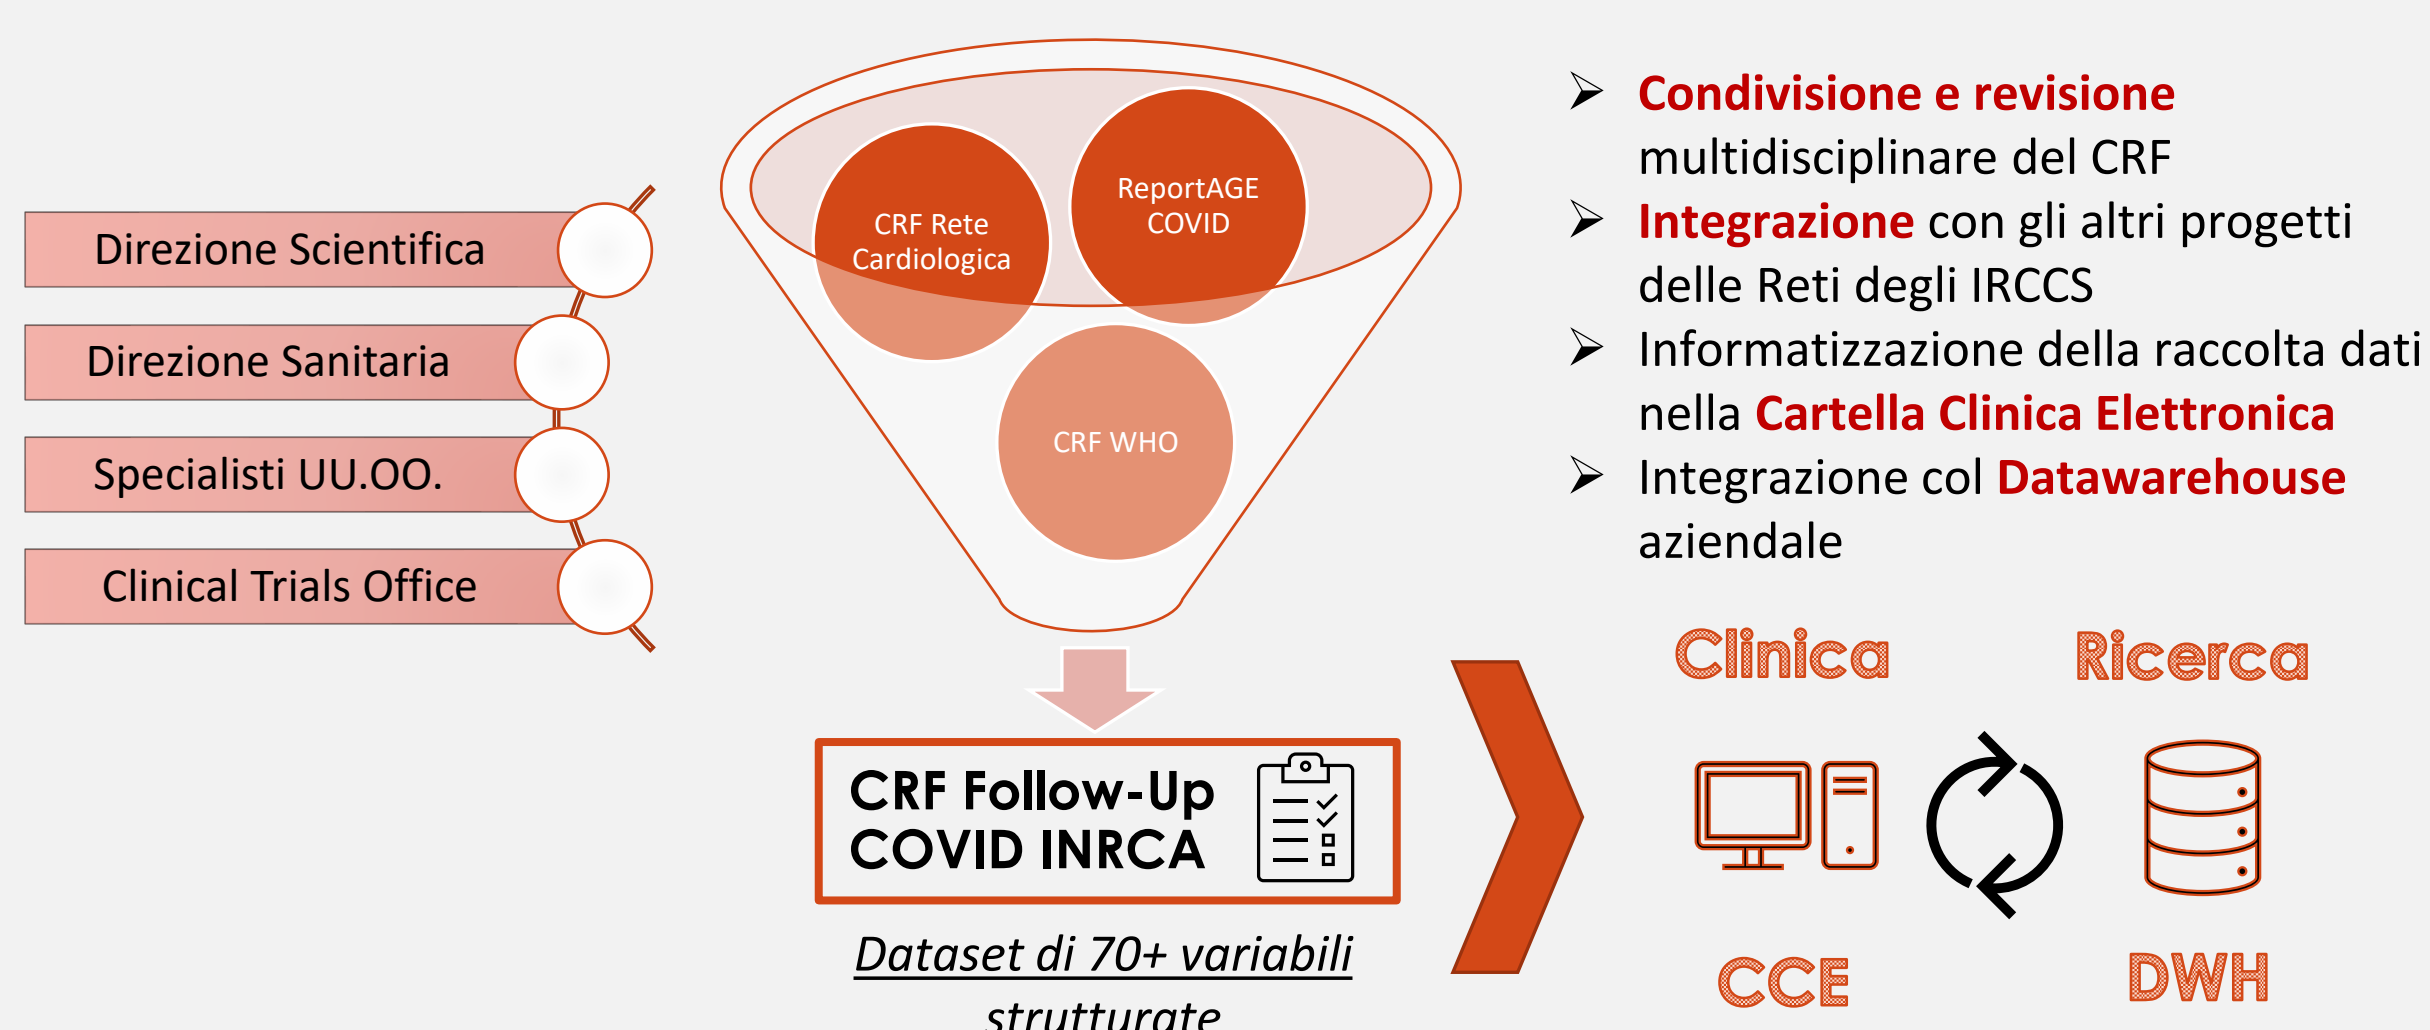 Direzione Scientifica
Direzione Sanitaria
Specialisti UU.OO.
Clinical Trials Office
CRF Rete
Cardiologica
ReportAGE
COVID
CRF WHO
CRF Follow-Up
COVID INRCA
Dataset di 70+ variabili
strutturate
➢ Condivisione e revisione
multidisciplinare del CRF
➢ Integrazione con gli altri progetti
delle Reti degli IRCCS
➢ Informatizzazione della raccolta dati
nella Cartella Clinica Elettronica
➢ Integrazione col Datawarehouse
aziendale
Clinica
Ricerca
CCE
DWH